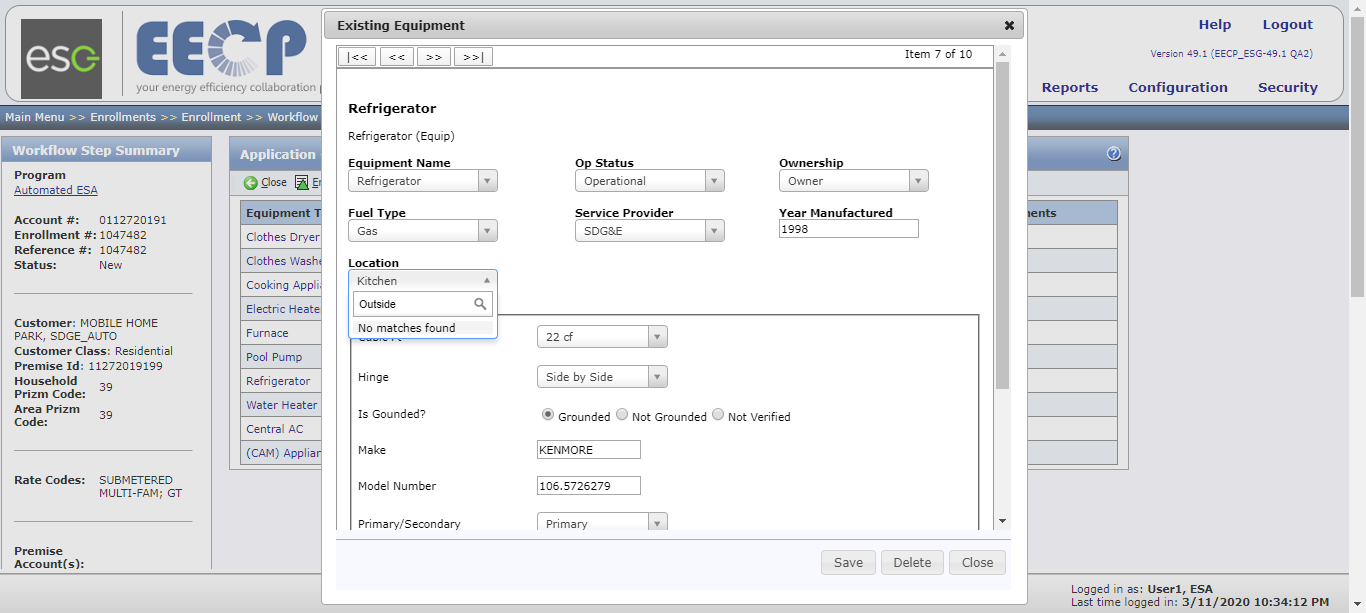 esg
EECP
your energy efficiency collaboration
Help
Logout
Version 49.1 (EECP_ESG-49.1 QA2)
Reports
Configuration
Security
Main Menu >> Enrollments >> Enrollment >> Workflow
Workflow Step Summary
Program
Automated ESA
Account #: 0112720191
Enrollment #: 1047482
Reference #: 1047482
Status: New
Customer: MOBILE HOME
PARK, SDGE_AUTO
Customer Class: Residential
Premise Id: 11272019199
Household
Prizm Code: 39
Area Prizm
Code: 39
Rate Codes: SUBMETERED
MULTI-FAM; GT
Premise
Account(s):
Application
Close
Equipment T
Clothes Dryer
Clothes Washe
Cooking Applia
Electric Heate
Furnace
Pool Pump
Refrigerator
Water Heater
Central AC
(CAM) Applian
ments
Existing Equipment
|<< << >> >>|
Item 7 of 10
Refrigerator
Refrigerator (Equip)
Equipment Name
Refrigerator
Op Status
Operational
Ownership
Owner
Fuel Type
Gas
Service Provider
SDG&E
Year Manufactured
1998
Location
Kitchen
Outside
No matches found
22 cf
Hinge
Side by Side
Is Gounded?
Grounded Not Grounded Not Verified
Make
KENMORE
Model Number
106.5726279
Primary/Secondary
Primary
Save Delete Close
Logged in as: User1, ESA
Last time logged in: 3/11/2020 10:34:12 PM